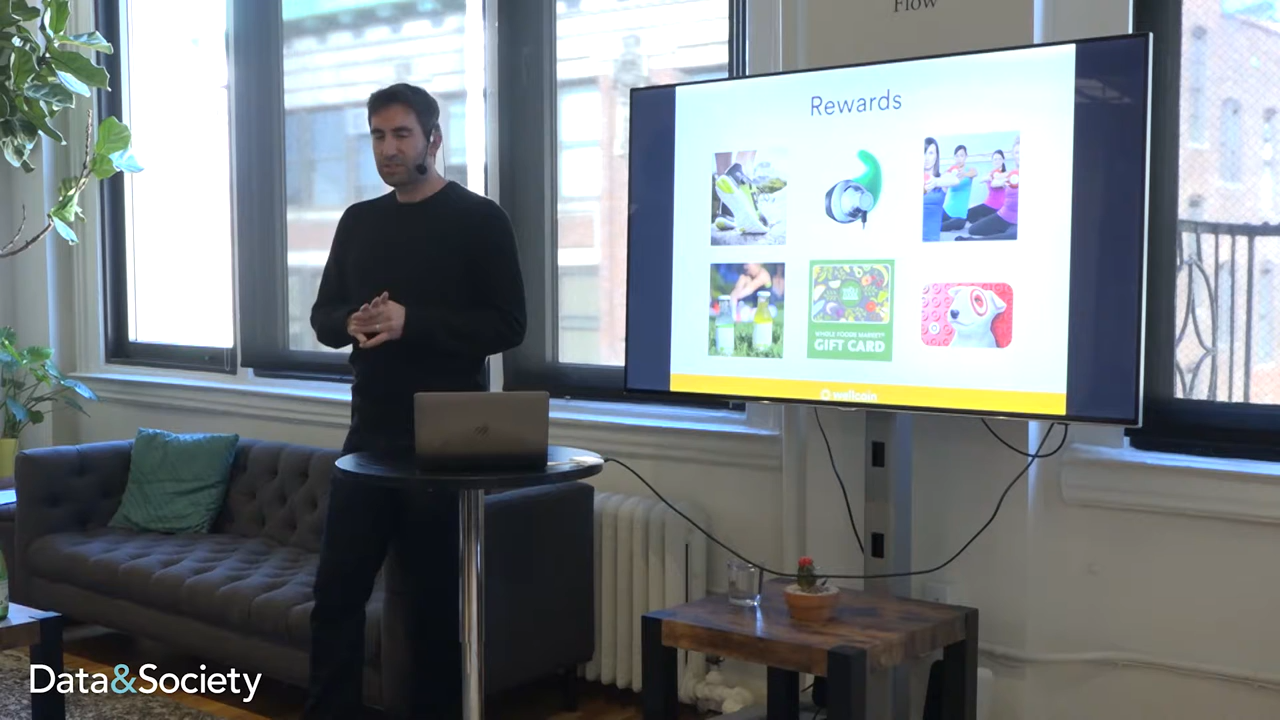 Flow
Rewards
WHOLE FOODS MARKET
GIFT CARD
wellcoin
Data&Society